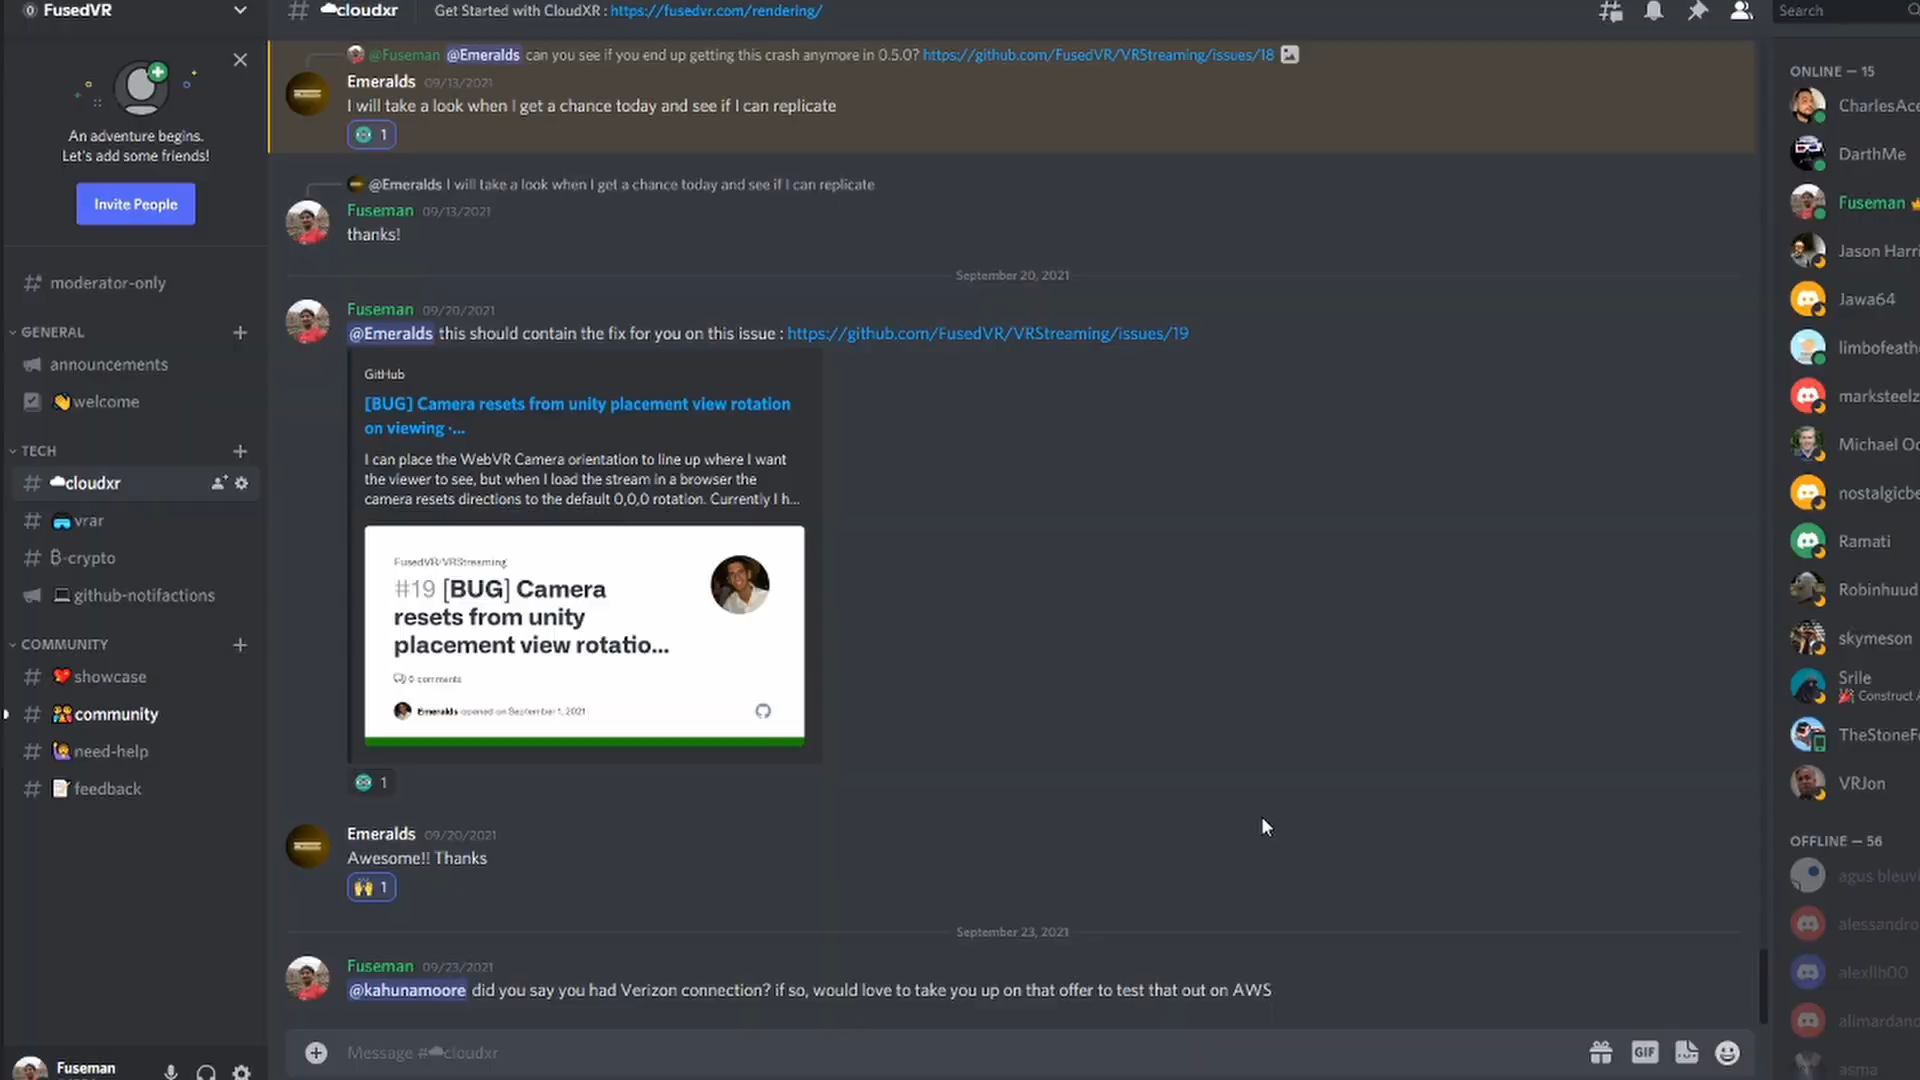 FusedVR
An adventure begins.
Let's add some friends!
Invite People
moderator-only
GENERAL
announcements
welcome
TECH
cloudxr
vrar
₿-crypto
github-notifactions
COMMUNITY
showcase
community
need-help
feedback
Fuseman
# cloudxr
Get Started with CloudXR : https://fusedvr.com/rendering/
@Fuseman @Emeralds can you see if you end up getting this crash anymore in 0.5.0? https://github.com/FusedVR/VRStreaming/issues/18
Emeralds 09/13/2021
I will take a look when I get a chance today and see if I can replicate
1
@Emeralds I will take a look when I get a chance today and see if I can replicate
Fuseman 09/13/2021
thanks!
September 20, 2021
Fuseman 09/20/2021
@Emeralds this should contain the fix for you on this issue : https://github.com/FusedVR/VRStreaming/issues/19
GitHub
[BUG] Camera resets from unity placement view rotation
on viewing ·...
I can place the WebVR Camera orientation to line up where I want
the viewer to see, but when I load the stream in a browser the
camera resets directions to the default 0,0,0 rotation. Currently I h...
FusedVR/VRStreaming
#19 [BUG] Camera
resets from unity
placement view rotatio...
0 comments
Emeralds opened on September 1, 2021
1
Emeralds 09/20/2021
Awesome!! Thanks
1
September 23, 2021
Fuseman 09/23/2021
@kahunamoore did you say you had Verizon connection? if so, would love to take you up on that offer to test that out on AWS
Message # cloudxr
GIF
Search
ONLINE — 15
CharlesAce
DarthMe
Fuseman
Jason Harri
Jawa64
limbofeathe
marksteelz
Michael Oc
nostalgicbe
Ramati
Robinhuud
skymeson
Srile
Construct A
TheStoneFo
VRJon
OFFLINE — 56
agus bleuvi
alessandro
alexllh00
alimardano
asma